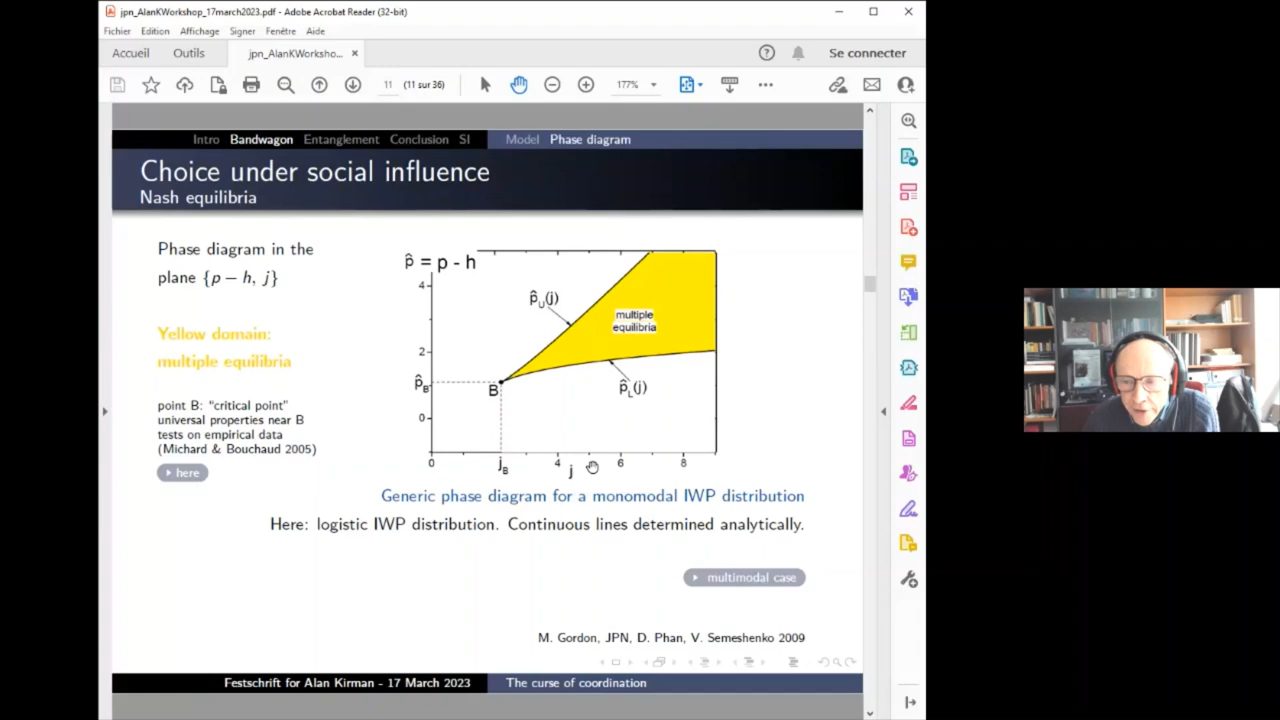 jpn_AlanKWorkshop_17march2023.pdf - Adobe Acrobat Reader (32-bit)
Fichier Edition Affichage Signer Fenêtre Aide
Accueil Outils jpn_AlanKWorksho... × Se connecter
11 (11 sur 36) 177%
Intro Bandwagon Entanglement Conclusion SI Model Phase diagram
Choice under social influence
Nash equilibria
Phase diagram in the
plane {p − h, j}
Yellow domain:
multiple equilibria
point B: "critical point"
universal properties near B
tests on empirical data
(Michard & Bouchaud 2005)
here
p̂ = p - h
4
p̂U(j)
multiple
equilibria
2
p̂B
B
p̂L(j)
0
0 jB 4 j 6 8
Generic phase diagram for a monomodal IWP distribution
Here: logistic IWP distribution. Continuous lines determined analytically.
multimodal case
M. Gordon, JPN, D. Phan, V. Semeshenko 2009
Festschrift for Alan Kirman - 17 March 2023 The curse of coordination